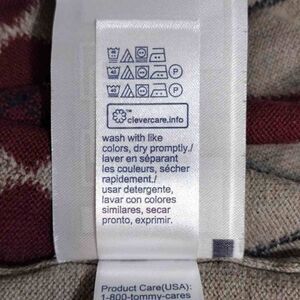 clevercare.info
wash with like
colors, dry promptly./
laver en séparant
les couleurs, sécher
rapidement./
usar detergente,
lavar con colores
similares, secar
pronto, exprimir.
Product Care(USA):
1-800-tommy-cares